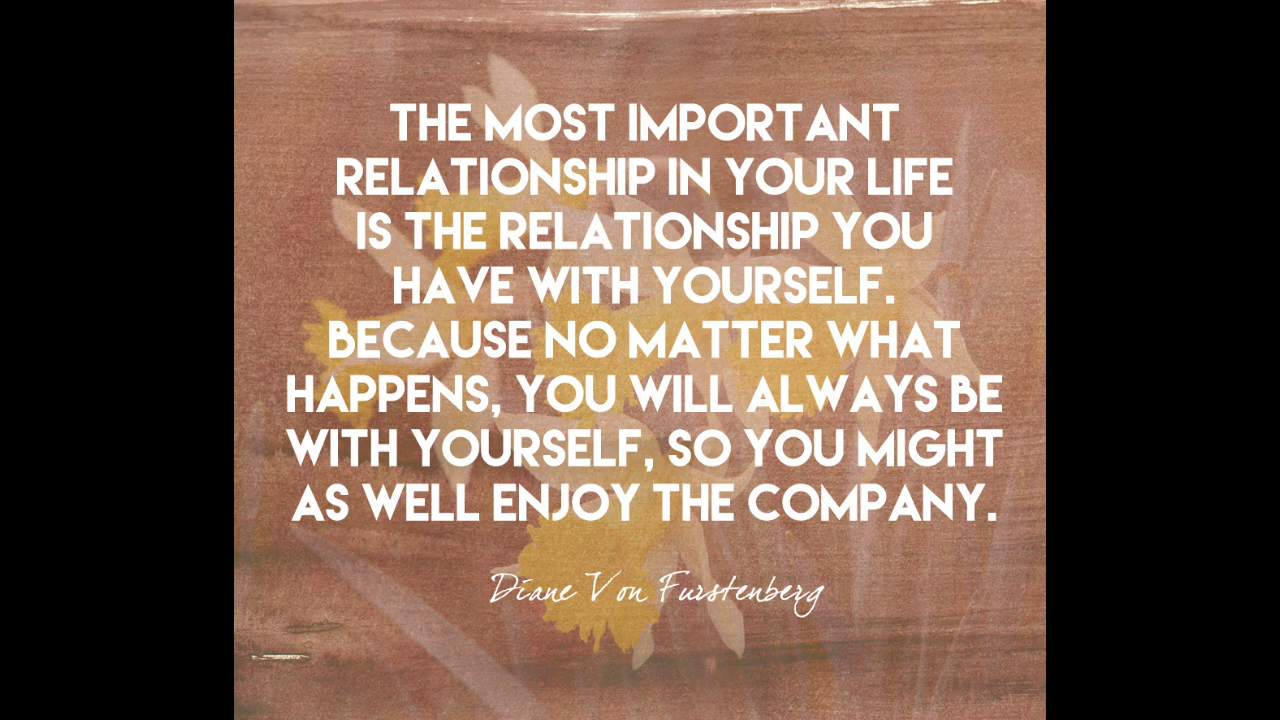 THE MOST IMPORTANT
RELATIONSHIP IN YOUR LIFE
IS THE RELATIONSHIP YOU
HAVE WITH YOURSELF.
BECAUSE NO MATTER WHAT
HAPPENS, YOU WILL ALWAYS BE
WITH YOURSELF, SO YOU MIGHT
AS WELL ENJOY THE COMPANY.
Diane Von Furstenberg